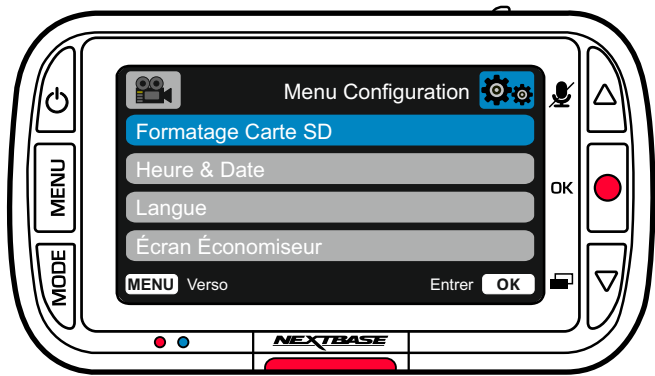 Menu Configuration
Formatage Carte SD
MENU
Heure & Date
OK
Langue
Écran Économiseur
MODE
MENU Verso
Entrer OK
NEXTBASE